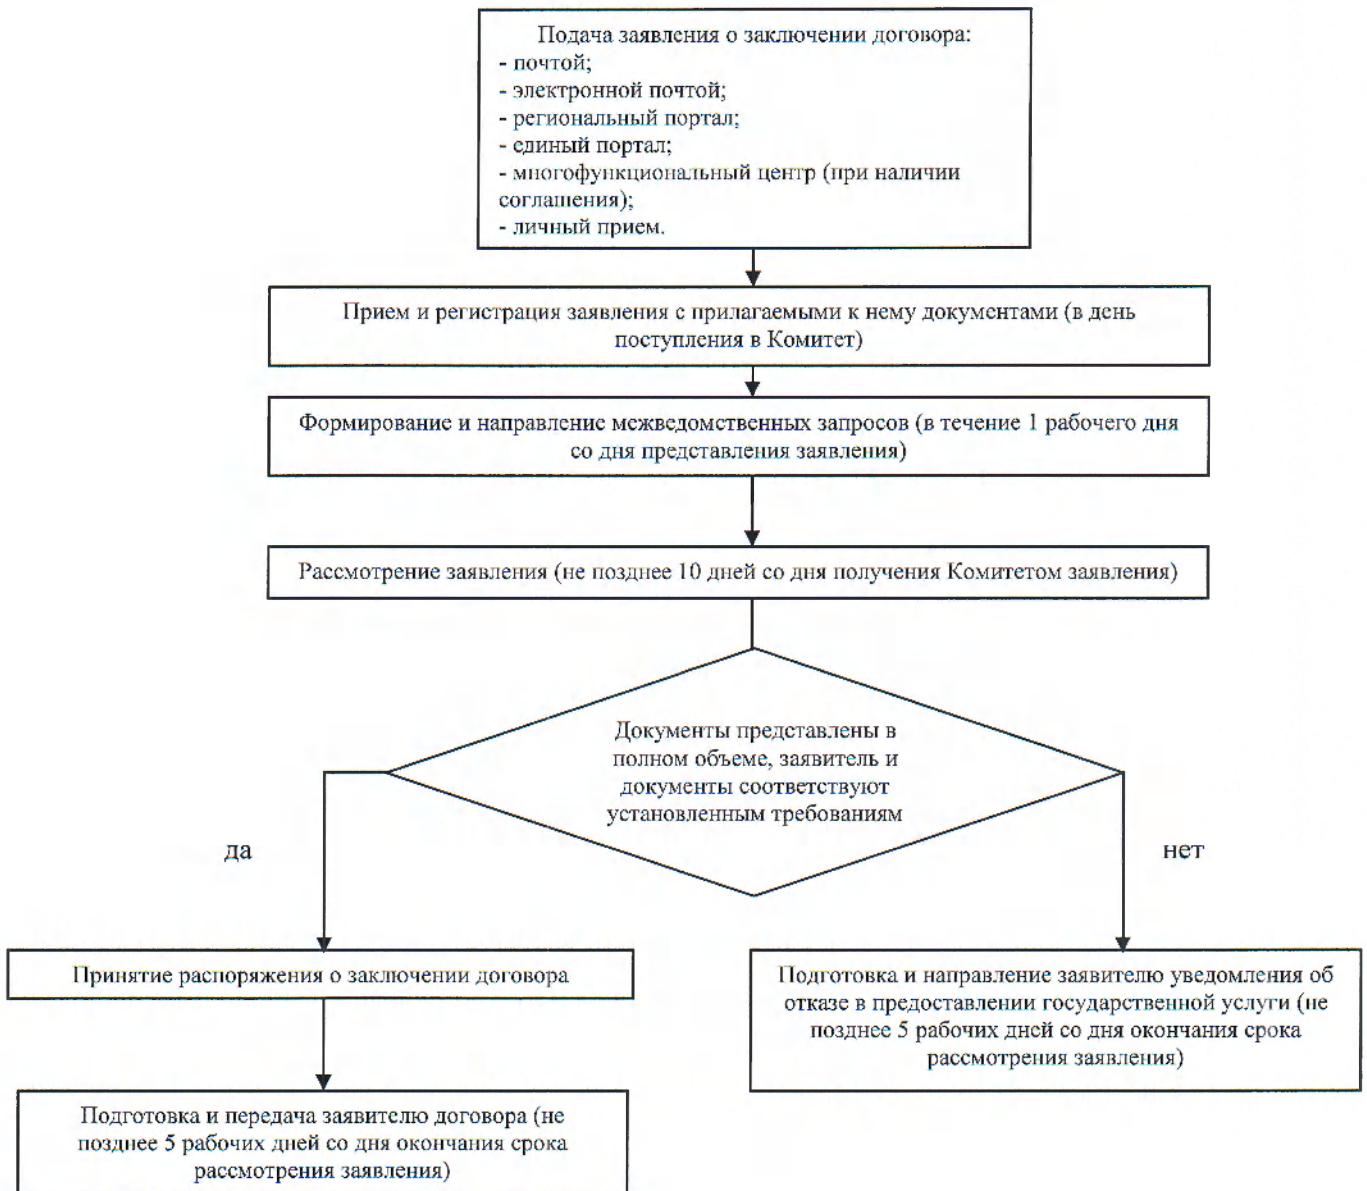 Подача заявления о заключении договора:
- почтой;
- электронной почтой;
- региональный портал;
- единый портал;
- многофункциональный центр (при наличии
соглашения);
- личный прием.
Прием и регистрация заявления с прилагаемыми к нему документами (в день
поступления в Комитет)
Формирование и направление межведомственных запросов (в течение 1 рабочего дня
со дня представления заявления)
Рассмотрение заявления (не позднее 10 дней со дня получения Комитетом заявления)
Документы представлены в
полном объеме, заявитель и
документы соответствуют
установленным требованиям
да
нет
Принятие распоряжения о заключении договора
Подготовка и направление заявителю уведомления об
отказе в предоставлении государственной услуги (не
позднее 5 рабочих дней со дня окончания срока
рассмотрения заявления)
Подготовка и передача заявителю договора (не
позднее 5 рабочих дней со дня окончания срока
рассмотрения заявления)